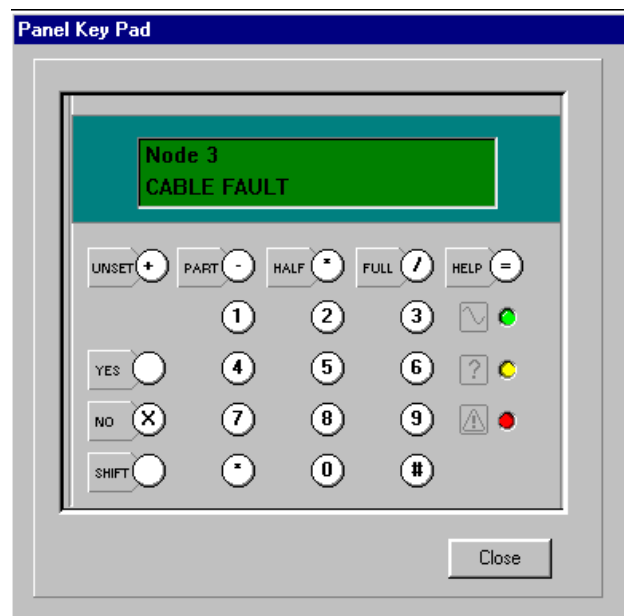 Panel Key Pad
Node 3
CABLE FAULT
UNSET + PART - HALF * FULL / HELP =
1 2 3
YES 4 5 6 ?
NO X 7 8 9
SHIFT * 0 #
Close